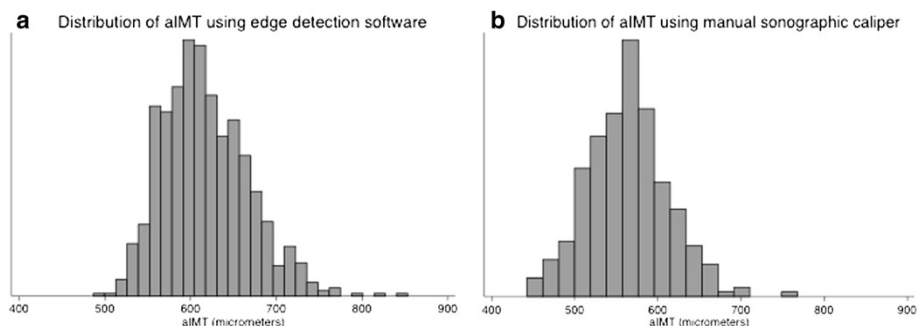 a Distribution of aIMT using edge detection software
400 500 600 700 800 900
aIMT (micrometers)
b Distribution of aIMT using manual sonographic caliper
400 500 600 700 800 900
aIMT (micrometers)